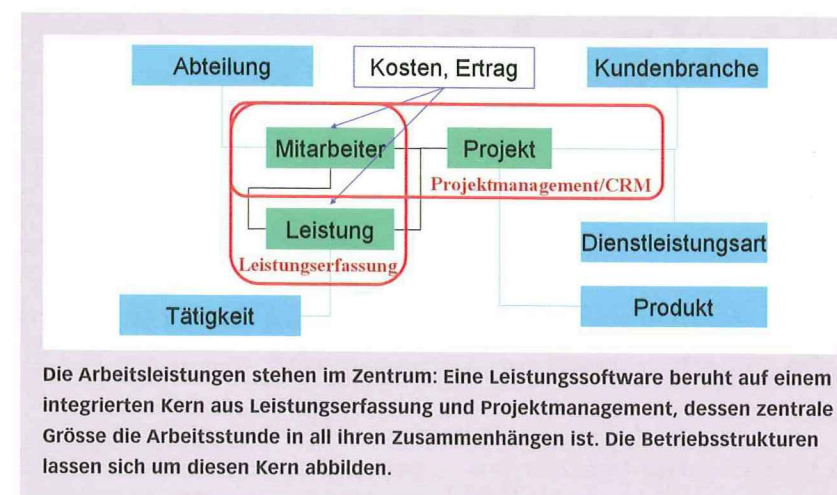 Abteilung
Kosten, Ertrag
Kundenbranche
Mitarbeiter
Projekt
Projektmanagement/CRM
Leistung
Leistungserfassung
Dienstleistungsart
Tätigkeit
Produkt
Die Arbeitsleistungen stehen im Zentrum: Eine Leistungssoftware beruht auf einem
integrierten Kern aus Leistungserfassung und Projektmanagement, dessen zentrale
Grösse die Arbeitsstunde in all ihren Zusammenhängen ist. Die Betriebsstrukturen
lassen sich um diesen Kern abbilden.